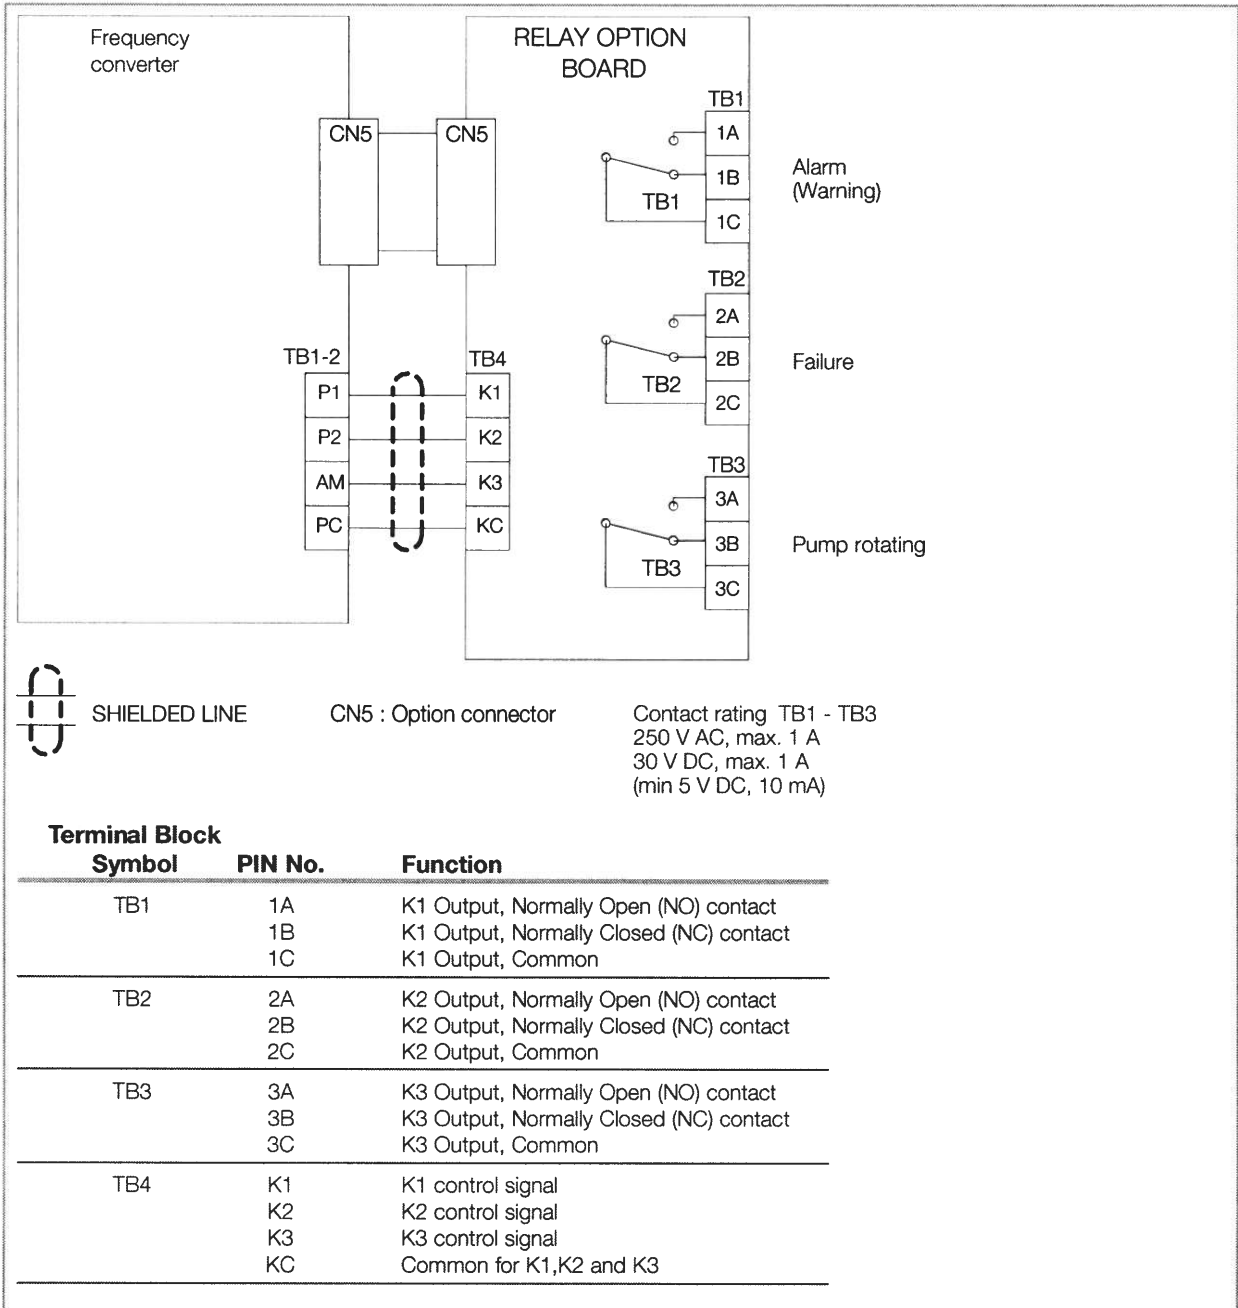 Frequency
converter
RELAY OPTION
BOARD
CN5
CN5
TB1
1A
1B
1C
TB1
Alarm
(Warning)
TB2
2A
2B
2C
TB2
Failure
TB1-2
P1
P2
AM
PC
TB4
K1
K2
K3
KC
TB3
3A
3B
3C
TB3
Pump rotating
SHIELDED LINE
CN5 : Option connector
Contact rating TB1 - TB3
250 V AC, max. 1 A
30 V DC, max. 1 A
(min 5 V DC, 10 mA)
Terminal Block
Symbol PIN No. Function
TB1 1A K1 Output, Normally Open (NO) contact
1B K1 Output, Normally Closed (NC) contact
1C K1 Output, Common
TB2 2A K2 Output, Normally Open (NO) contact
2B K2 Output, Normally Closed (NC) contact
2C K2 Output, Common
TB3 3A K3 Output, Normally Open (NO) contact
3B K3 Output, Normally Closed (NC) contact
3C K3 Output, Common
TB4 K1 K1 control signal
K2 K2 control signal
K3 K3 control signal
KC Common for K1,K2 and K3